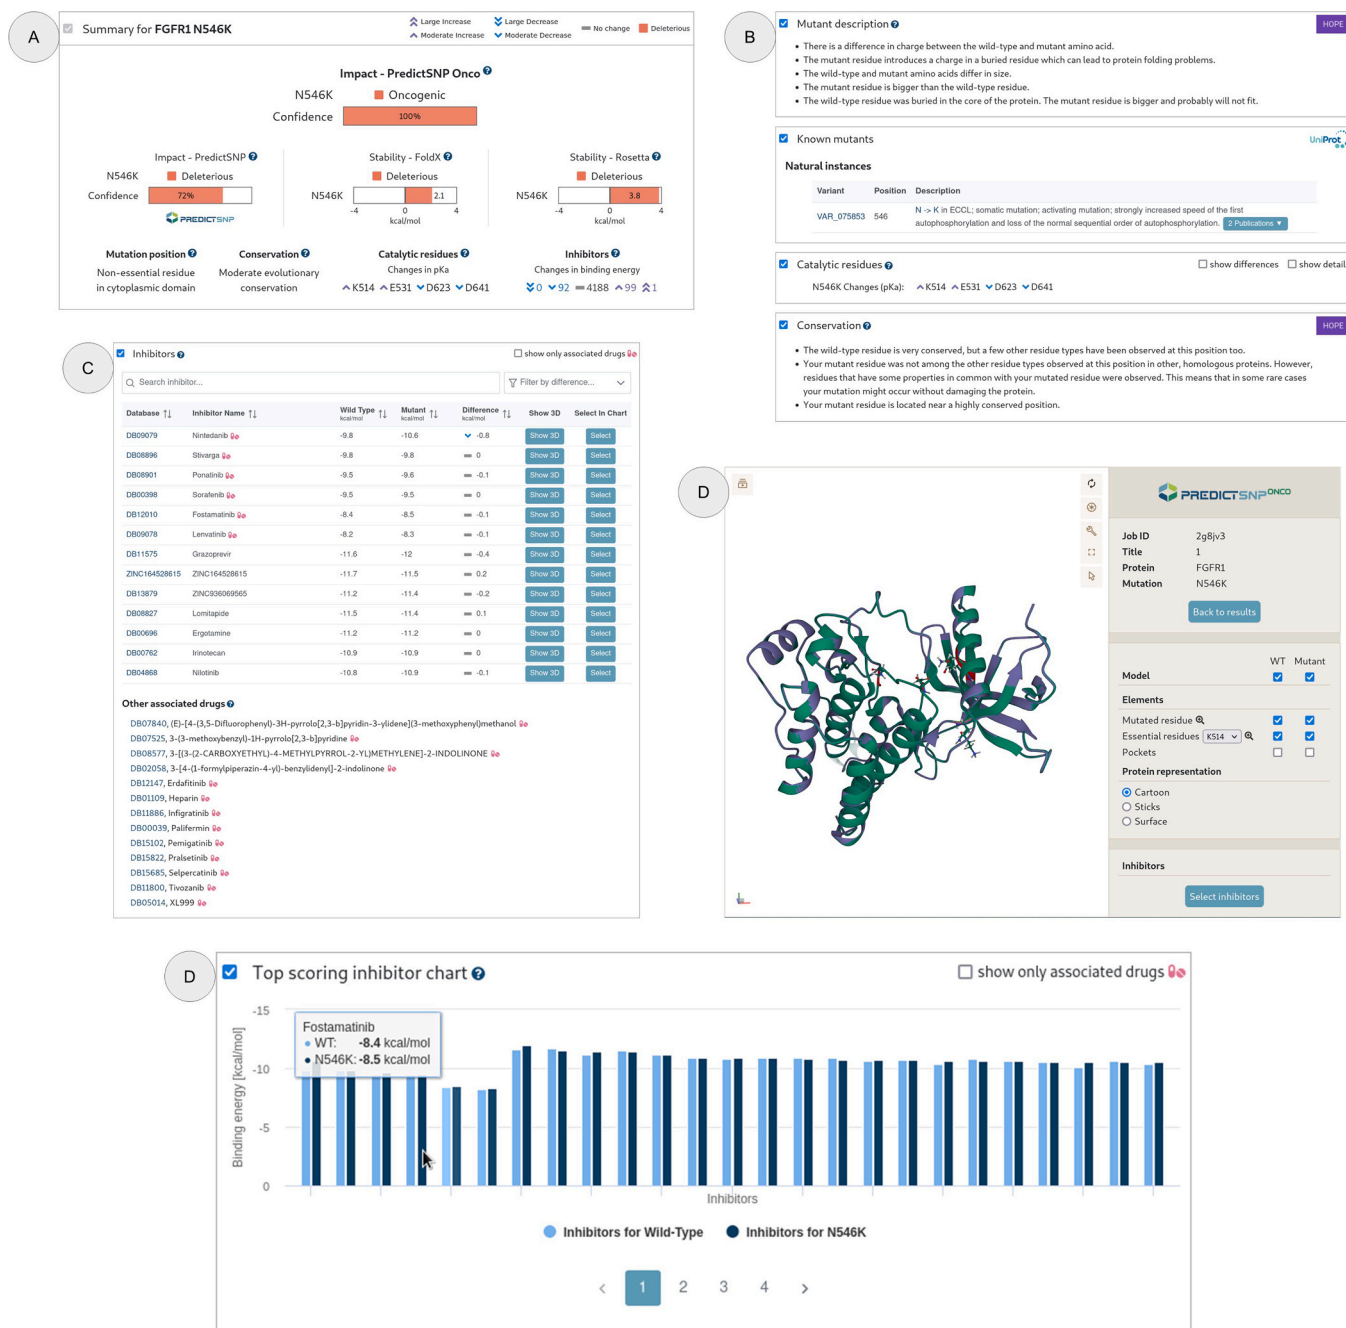 A
Summary for FGFR1 N546K
Large Increase
Large Decrease
Moderate Increase
Moderate Decrease
No change
Deleterious
Impact - PredictSNP Onco
N546K Oncogenic
Confidence 100%
Impact - PredictSNP
N546K Deleterious
Confidence 72%
PREDICTSNP
Stability - FoldX
Deleterious
N546K 2.1
-4 0 4
kcal/mol
Stability - Rosetta
Deleterious
N546K 3.8
-4 0 4
kcal/mol
Mutation position
Non-essential residue
in cytoplasmic domain
Conservation
Moderate evolutionary
conservation
Catalytic residues
Changes in pKa
K514 E531 D623 D641
Inhibitors
Changes in binding energy
0 92 4188 99 1
B
Mutant description
HOPE
• There is a difference in charge between the wild-type and mutant amino acid.
• The mutant residue introduces a charge in a buried residue which can lead to protein folding problems.
• The wild-type and mutant amino acids differ in size.
• The mutant residue is bigger than the wild-type residue.
• The wild-type residue was buried in the core of the protein. The mutant residue is bigger and probably will not fit.
Known mutants
UniProt
Natural instances
Variant Position Description
VAR_075853 546 N -> K in ECCL; somatic mutation; activating mutation; strongly increased speed of the first
autophosphorylation and loss of the normal sequential order of autophosphorylation. 2 Publications
Catalytic residues
show differences show detail
N546K Changes (pKa): K514 E531 D623 D641
Conservation
HOPE
• The wild-type residue is very conserved, but a few other residue types have been observed at this position too.
• Your mutant residue was not among the other residue types observed at this position in other, homologous proteins. However,
residues that have some properties in common with your mutated residue were observed. This means that in some rare cases
your mutation might occur without damaging the protein.
• Your mutant residue is located near a highly conserved position.
C
Inhibitors
show only associated drugs
Search inhibitor...
Filter by difference...
Database Inhibitor Name Wild Type kcal/mol Mutant kcal/mol Difference kcal/mol Show 3D Select In Chart
DB09079 Nintedanib -9.8 -10.6 -0.8 Show 3D Select
DB08896 Stivarga -9.8 -9.8 0 Show 3D Select
DB08901 Ponatinib -9.5 -9.6 -0.1 Show 3D Select
DB00398 Sorafenib -9.5 -9.5 0 Show 3D Select
DB12010 Fostamatinib -8.4 -8.5 -0.1 Show 3D Select
DB09078 Lenvatinib -8.2 -8.3 -0.1 Show 3D Select
DB11575 Grazoprevir -11.6 -12 -0.4 Show 3D Select
ZINC164528615 ZINC164528615 -11.7 -11.5 0.2 Show 3D Select
DB13879 ZINC936069565 -11.2 -11.4 -0.2 Show 3D Select
DB08827 Lomitapide -11.5 -11.4 0.1 Show 3D Select
DB00696 Ergotamine -11.2 -11.2 0 Show 3D Select
DB00762 Irinotecan -10.9 -10.9 0 Show 3D Select
DB04868 Nilotinib -10.8 -10.9 -0.1 Show 3D Select
Other associated drugs
DB07840, (E)-[4-(3,5-Difluorophenyl)-3H-pyrrolo[2,3-b]pyridin-3-ylidene](3-methoxyphenyl)methanol
DB07525, 3-(3-methoxybenzyl)-1H-pyrrolo[2,3-b]pyridine
DB08577, 3-[(3-(2-CARBOXYETHYL)-4-METHYLPYRROL-2-YL)METHYLENE]-2-INDOLINONE
DB02058, 3-[4-(1-formylpiperazin-4-yl)-benzylidenyl]-2-indolinone
DB12147, Erdafitinib
DB01109, Heparin
DB11886, Infigratinib
DB00039, Palifermin
DB15102, Pemigatinib
DB15822, Pralsetinib
DB15685, Selpercatinib
DB11800, Tivozanib
DB05014, XL999
D
PREDICTSNP ONCO
Job ID 2g8jv3
Title 1
Protein FGFR1
Mutation N546K
Back to results
WT Mutant
Model
Elements
Mutated residue
Essential residues K514
Pockets
Protein representation
Cartoon
Sticks
Surface
Inhibitors
Select inhibitors
D
Top scoring inhibitor chart
show only associated drugs
Binding energy [kcal/mol]
-15
-10
-5
0
Fostamatinib
• WT: -8.4 kcal/mol
• N546K: -8.5 kcal/mol
Inhibitors
Inhibitors for Wild-Type Inhibitors for N546K
‹ 1 2 3 4 ›